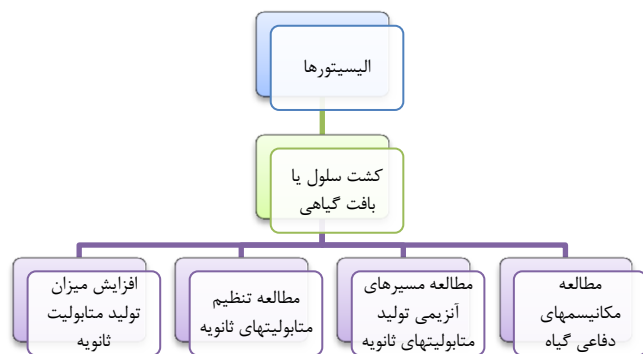 الیسیتورها
کشت سلول یا
بافت گیاهی
مطالعه
مکانیسمهای
دفاعی گیاه
مطالعه مسیرهای
آنزیمی تولید
متابولیتهای ثانویه
مطالعه تنظیم
متابولیتهای ثانویه
افزایش میزان
تولید متابولیت
ثانویه